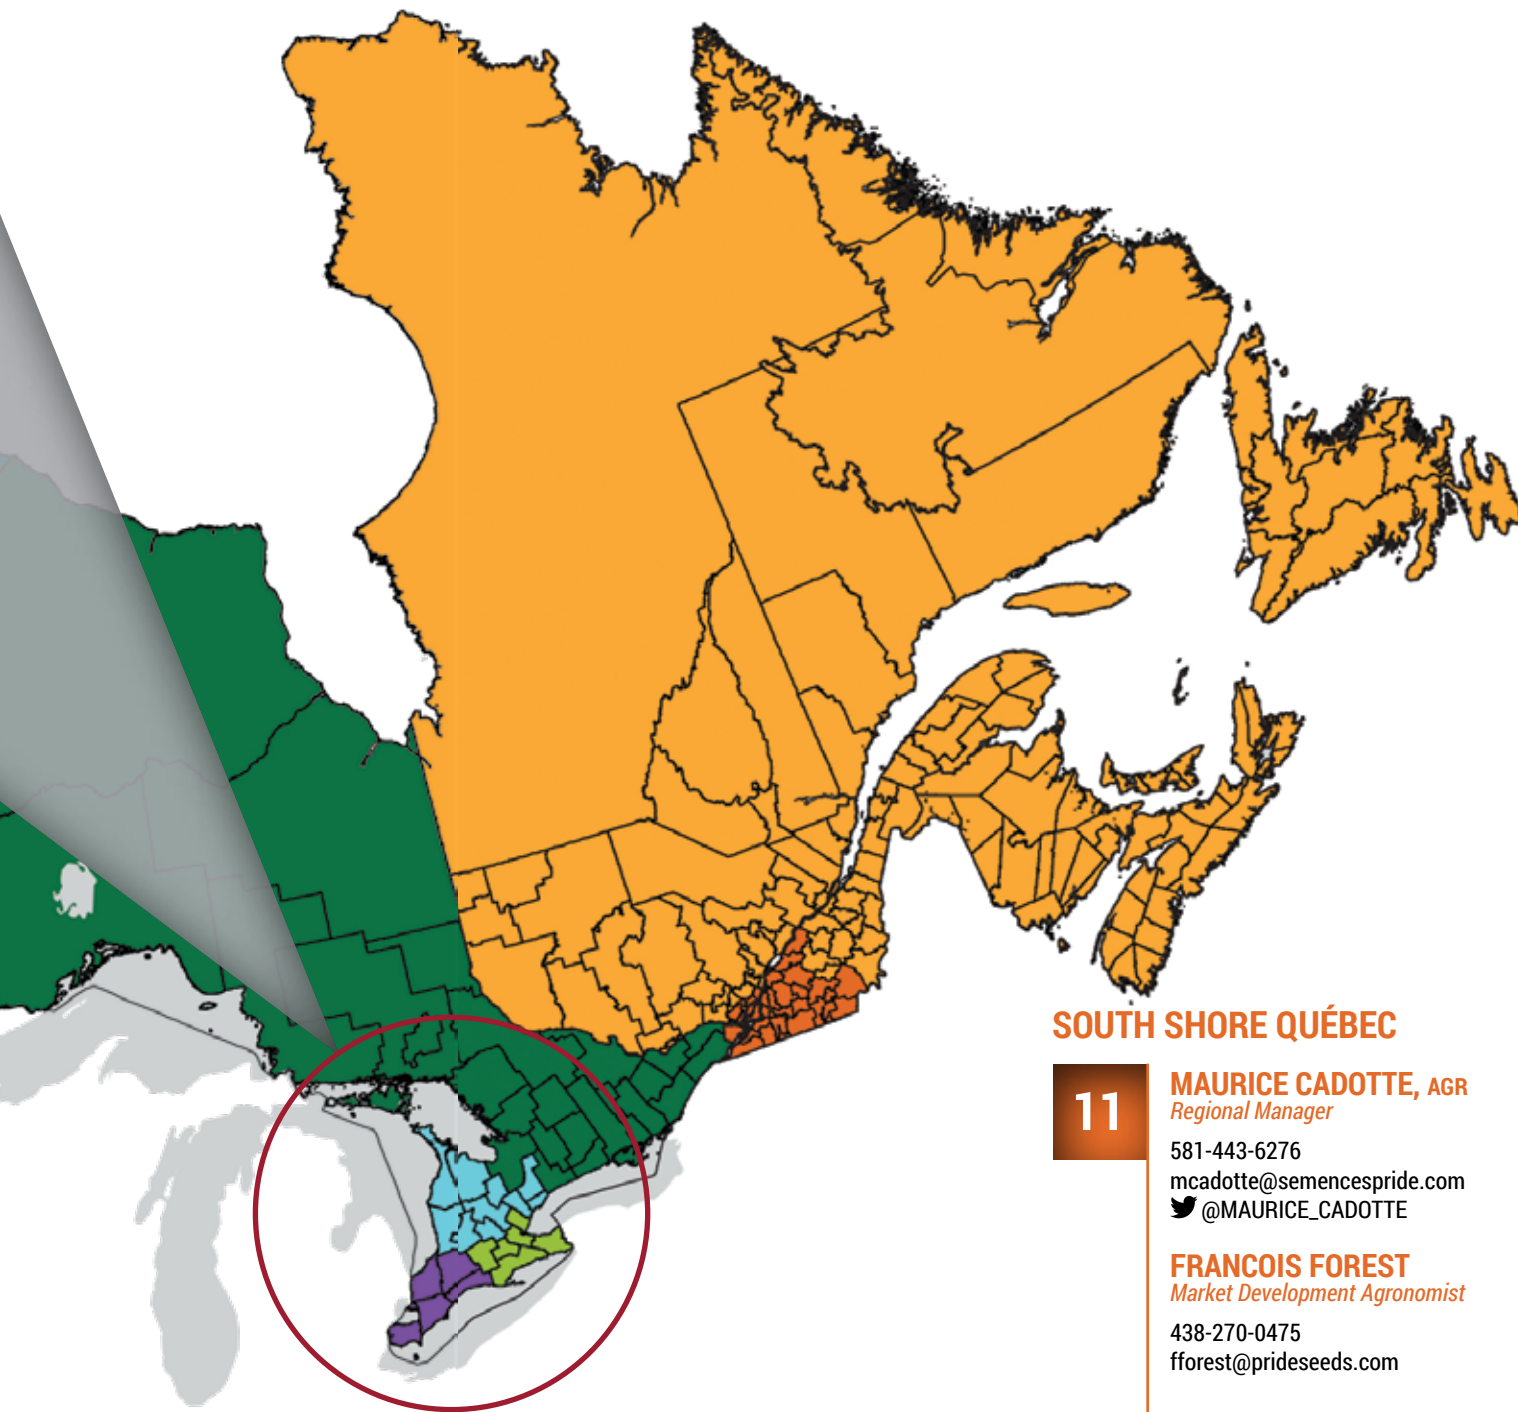 SOUTH SHORE QUÉBEC
11
MAURICE CADOTTE, AGR
Regional Manager
581-443-6276
mcadotte@semencespride.com
@MAURICE_CADOTTE
FRANCOIS FOREST
Market Development Agronomist
438-270-0475
fforest@prideseeds.com